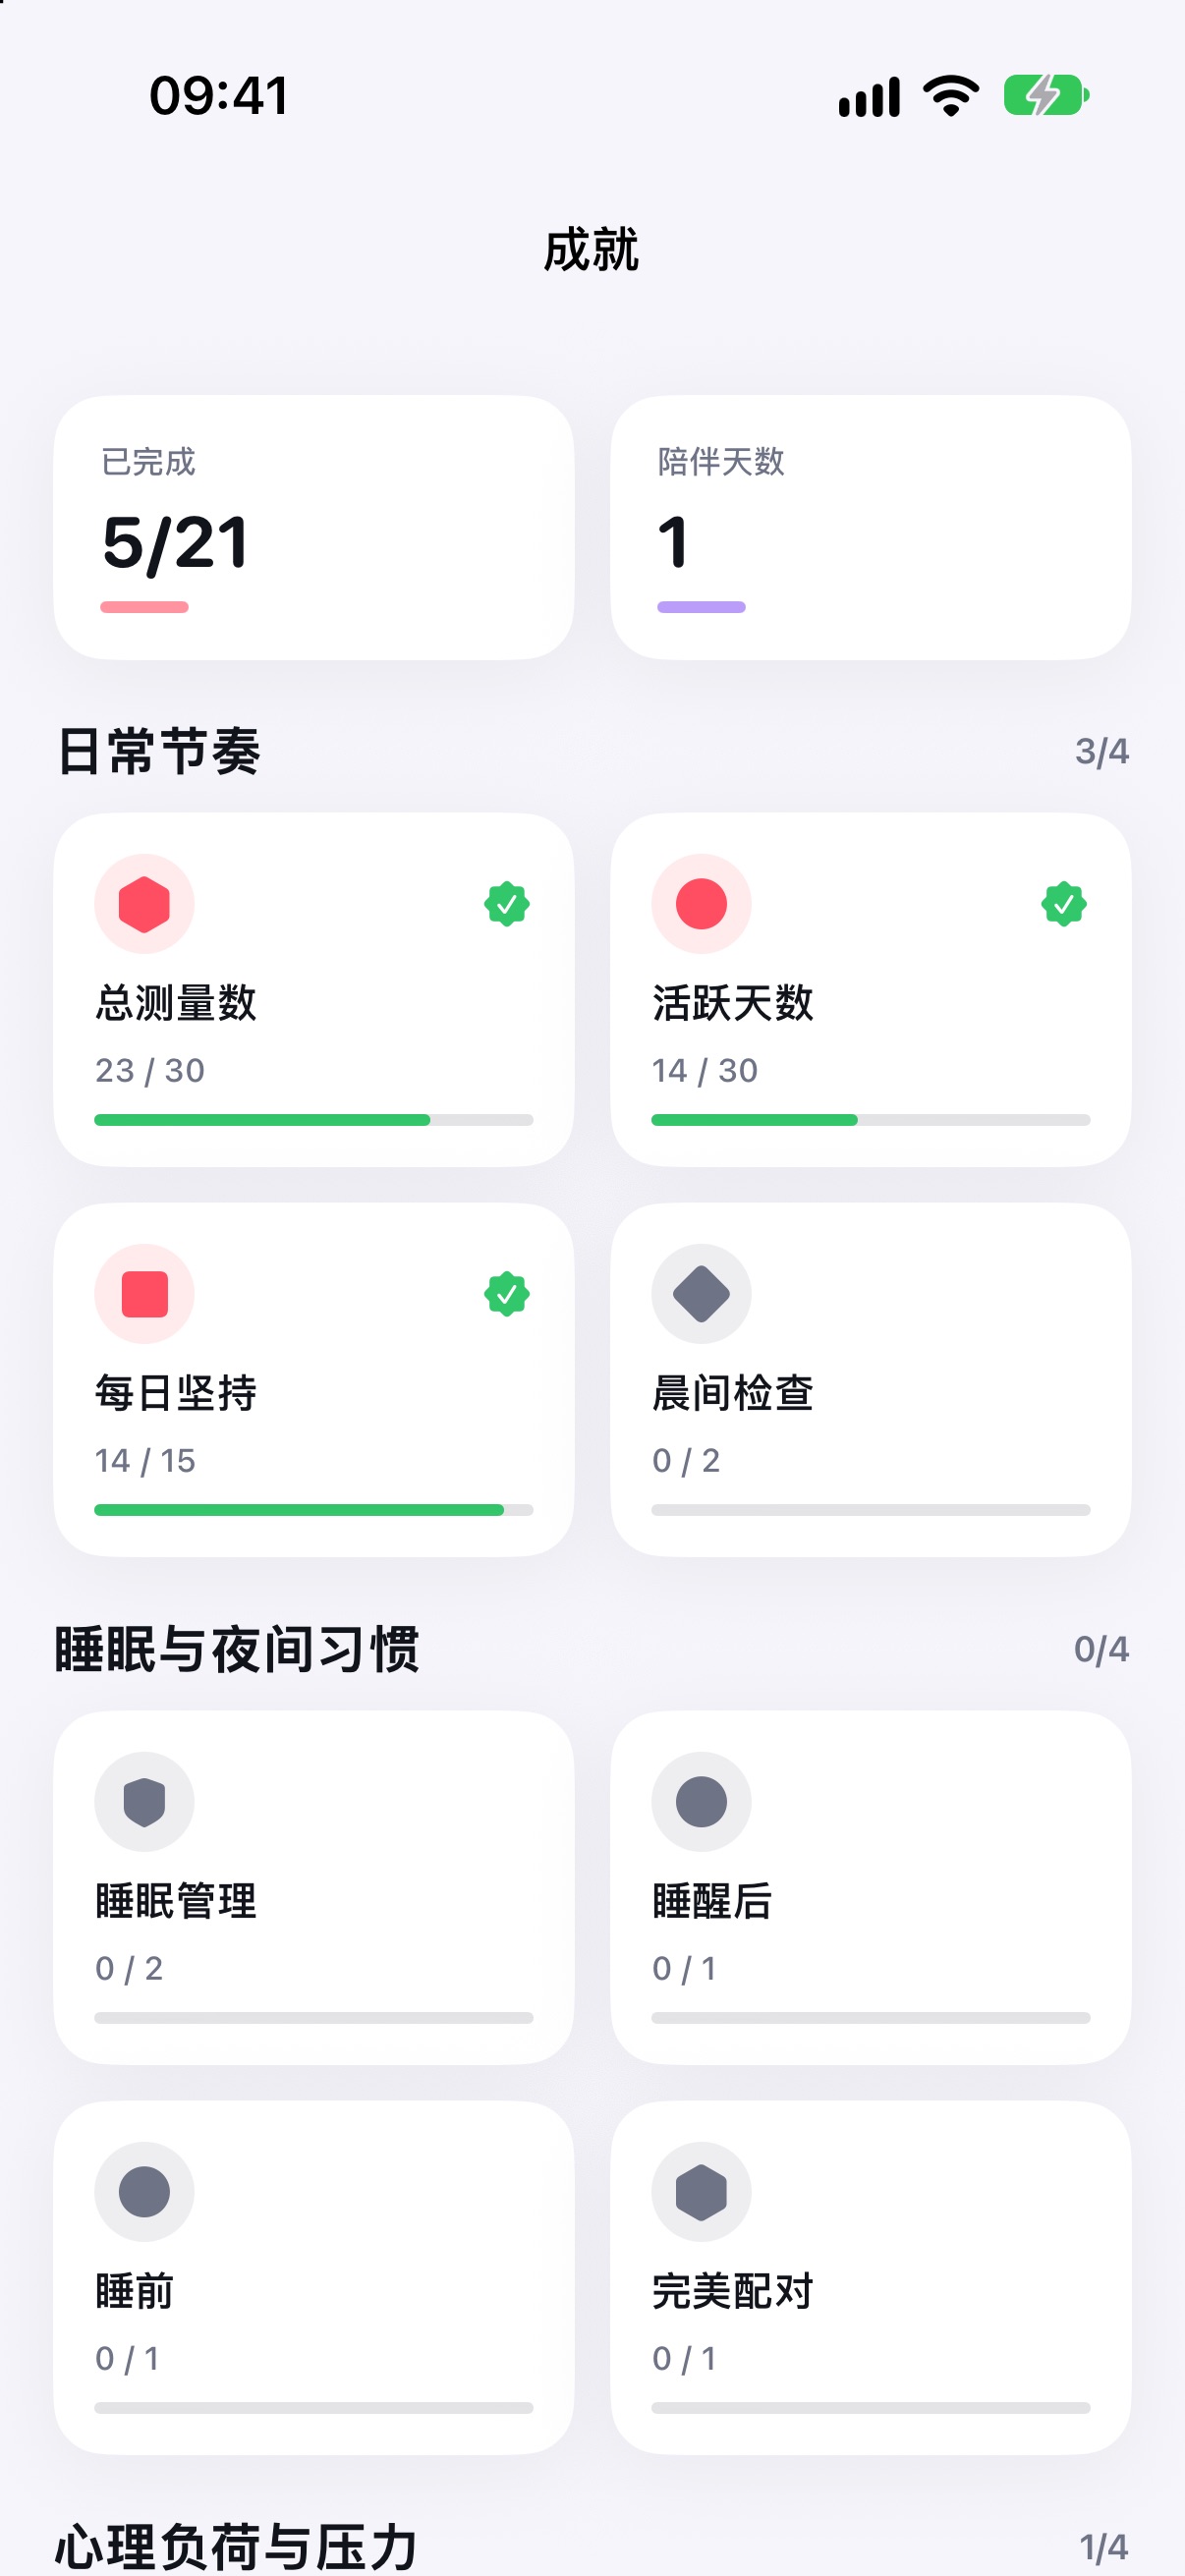 09:41
成就
已完成
5/21
陪伴天数
1
日常节奏
3/4
总测量数
23 / 30
活跃天数
14 / 30
每日坚持
14 / 15
晨间检查
0 / 2
睡眠与夜间习惯
0/4
睡眠管理
0 / 2
睡醒后
0 / 1
睡前
0 / 1
完美配对
0 / 1
心理负荷与压力
1/4